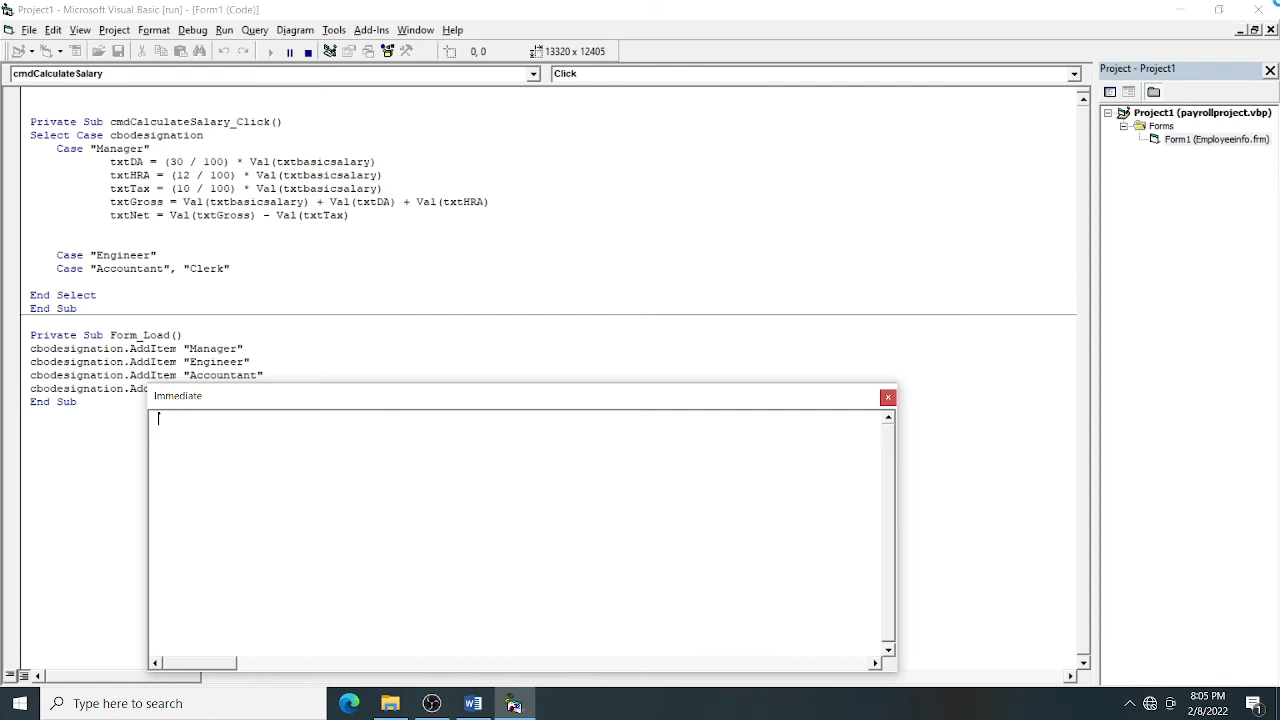 Project1 - Microsoft Visual Basic [run] - [Form1 (Code)]
File Edit View Project Format Debug Run Query Diagram Tools Add-Ins Window Help
0, 0 13320 x 12405
cmdCalculateSalary Click
Project - Project1
Project1 (payrollproject.vbp)
Forms
Form1 (Employeeinfo.frm)
Private Sub cmdCalculateSalary_Click()
Select Case cbodesignation
Case "Manager"
txtDA = (30 / 100) * Val(txtbasicsalary)
txtHRA = (12 / 100) * Val(txtbasicsalary)
txtTax = (10 / 100) * Val(txtbasicsalary)
txtGross = Val(txtbasicsalary) + Val(txtDA) + Val(txtHRA)
txtNet = Val(txtGross) - Val(txtTax)
Case "Engineer"
Case "Accountant", "Clerk"
End Select
End Sub
Private Sub Form_Load()
cbodesignation.AddItem "Manager"
cbodesignation.AddItem "Engineer"
cbodesignation.AddItem "Accountant"
cbodesignation.Add
End Sub
Immediate
Type here to search
8:05 PM
2/8/2022